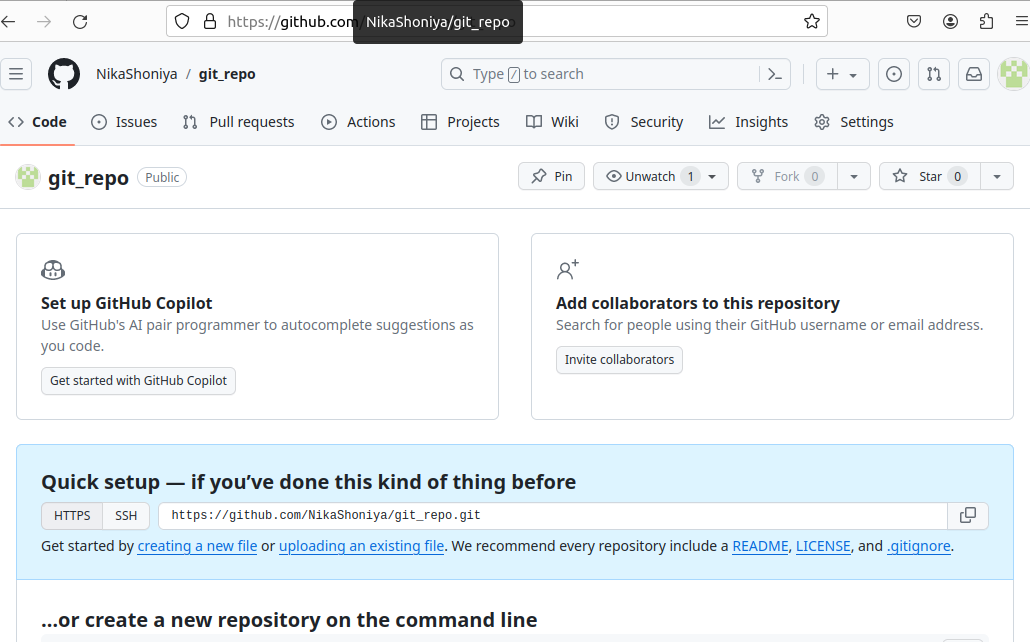 https://github.com/NikaShoniya/git_repo
NikaShoniya / git_repo
Type / to search
Code Issues Pull requests Actions Projects Wiki Security Insights Settings
git_repo Public
Pin Unwatch 1 Fork 0 Star 0
Set up GitHub Copilot
Use GitHub's AI pair programmer to autocomplete suggestions as
you code.
Get started with GitHub Copilot
Add collaborators to this repository
Search for people using their GitHub username or email address.
Invite collaborators
Quick setup — if you’ve done this kind of thing before
HTTPS SSH https://github.com/NikaShoniya/git_repo.git
Get started by creating a new file or uploading an existing file. We recommend every repository include a README, LICENSE, and .gitignore.
…or create a new repository on the command line